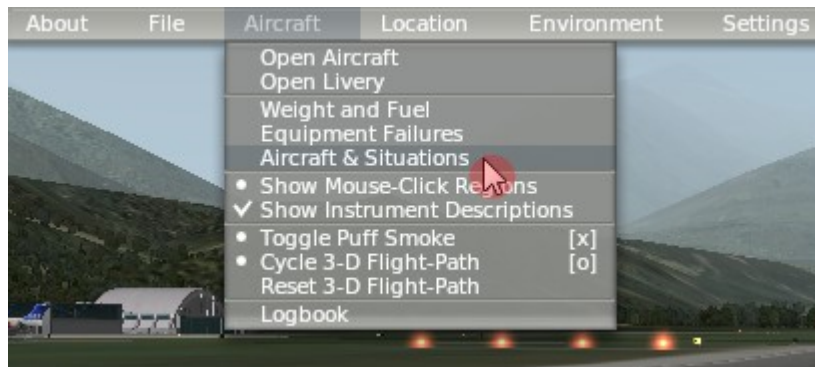 About File Aircraft Location Environment Settings
Open Aircraft
Open Livery
Weight and Fuel
Equipment Failures
Aircraft & Situations
Show Mouse-Click Regions
Show Instrument Descriptions
Toggle Puff Smoke [x]
Cycle 3-D Flight-Path [o]
Reset 3-D Flight-Path
Logbook